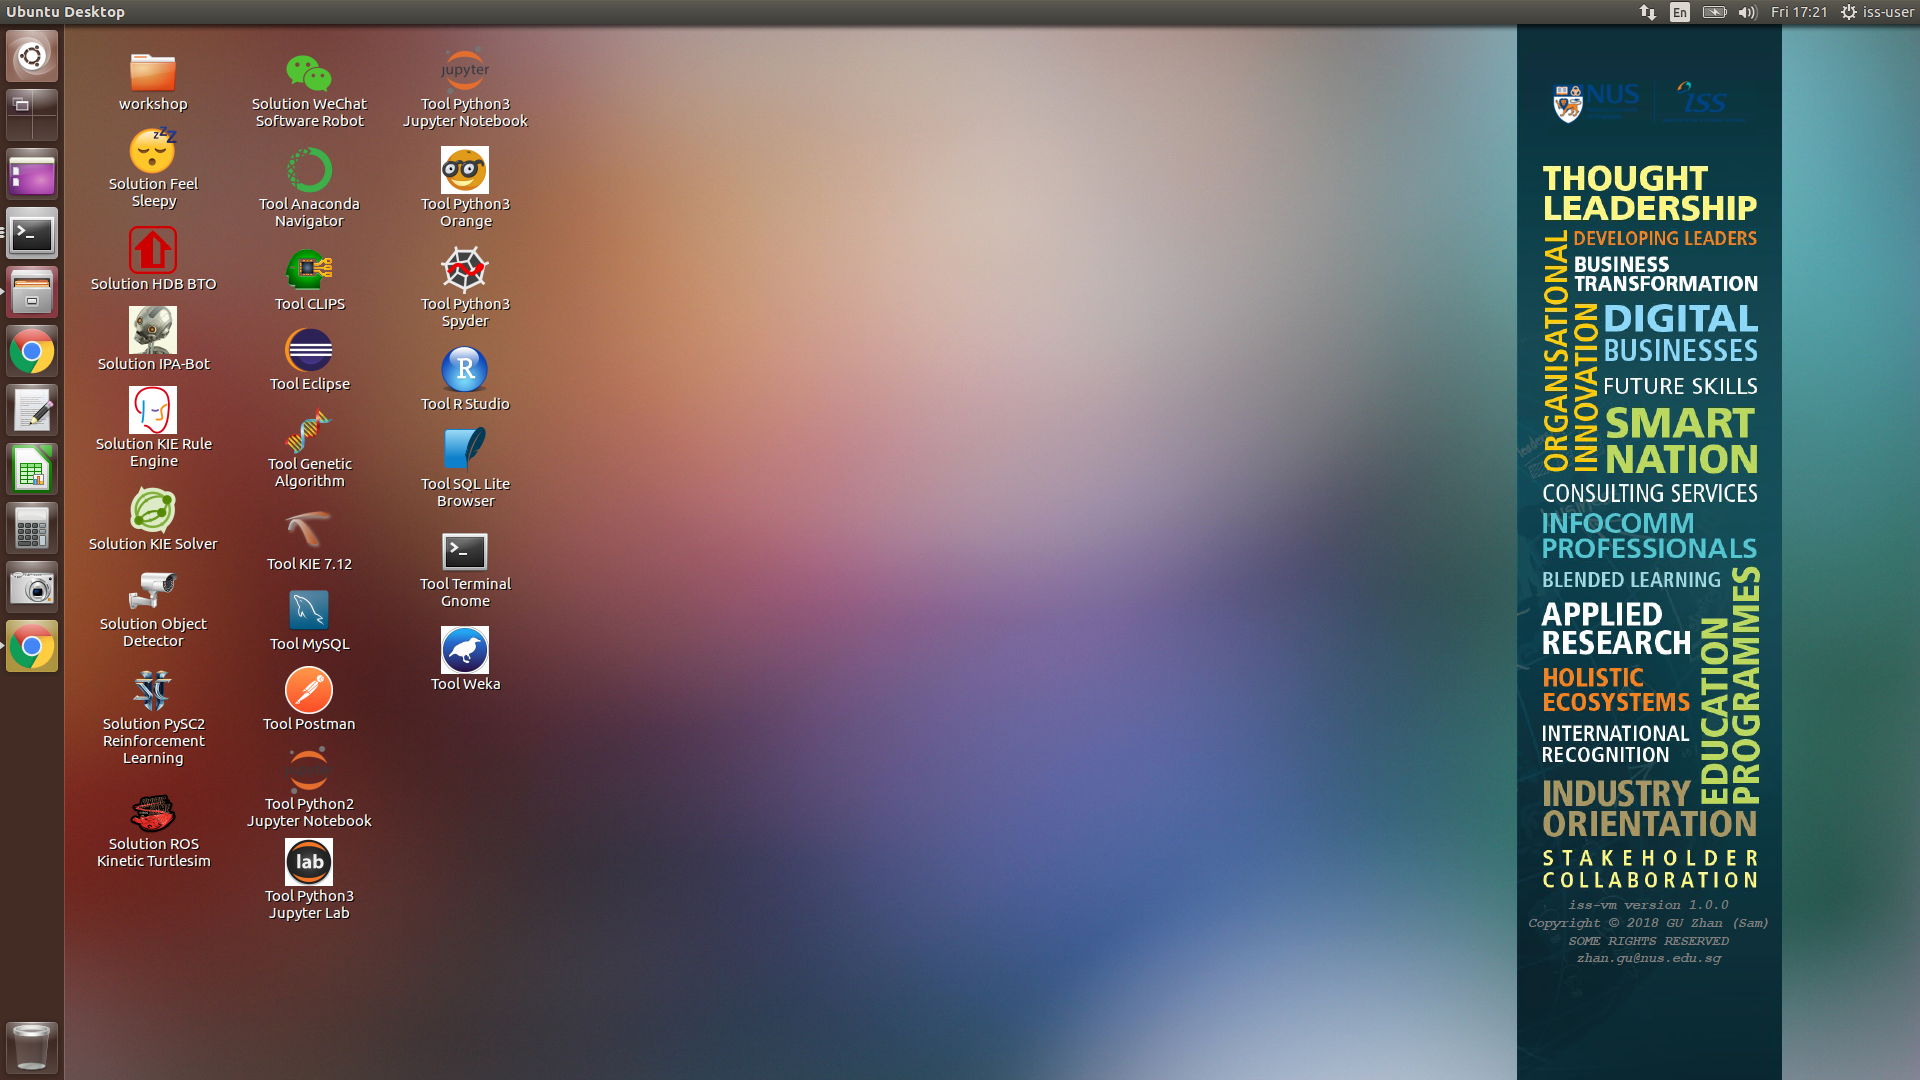 Ubuntu Desktop
En
Fri 17:21
iss-user
workshop
Solution Feel
Sleepy
Solution HDB BTO
Solution IPA-Bot
Solution KIE Rule
Engine
Solution KIE Solver
Solution Object
Detector
Solution PySC2
Reinforcement
Learning
Solution ROS
Kinetic Turtlesim
Solution WeChat
Software Robot
Tool Anaconda
Navigator
Tool CLIPS
Tool Eclipse
Tool Genetic
Algorithm
Tool KIE 7.12
Tool MySQL
Tool Postman
Tool Python2
Jupyter Notebook
lab
Tool Python3
Jupyter Lab
jupyter
Tool Python3
Jupyter Notebook
Tool Python3
Orange
Tool Python3
Spyder
R
Tool R Studio
Tool SQL Lite
Browser
Tool Terminal
Gnome
Tool Weka
NUS
ISS
THOUGHT
LEADERSHIP
DEVELOPING LEADERS
ORGANISATIONAL
INNOVATION
BUSINESS
TRANSFORMATION
DIGITAL
BUSINESSES
FUTURE SKILLS
SMART
NATION
CONSULTING SERVICES
INFOCOMM
PROFESSIONALS
BLENDED LEARNING
APPLIED
RESEARCH
EDUCATION
PROGRAMMES
HOLISTIC
ECOSYSTEMS
INTERNATIONAL
RECOGNITION
INDUSTRY
ORIENTATION
STAKEHOLDER
COLLABORATION
iss-vm version 1.0.0
Copyright © 2018 GU Zhan (Sam)
SOME RIGHTS RESERVED
zhan.gu@nus.edu.sg